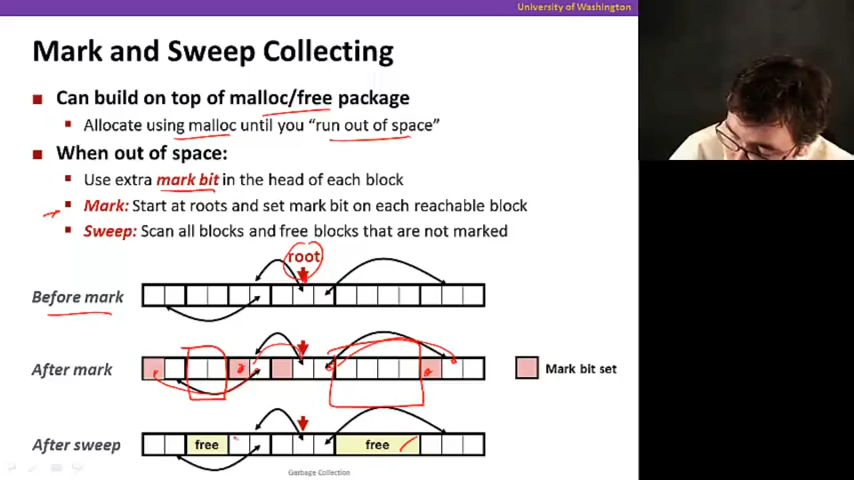 University of Washington
Mark and Sweep Collecting
Can build on top of malloc/free package
Allocate using malloc until you “run out of space”
When out of space:
Use extra mark bit in the head of each block
Mark: Start at roots and set mark bit on each reachable block
Sweep: Scan all blocks and free blocks that are not marked
root
Before mark
After mark
Mark bit set
After sweep
free
free
Garbage Collection